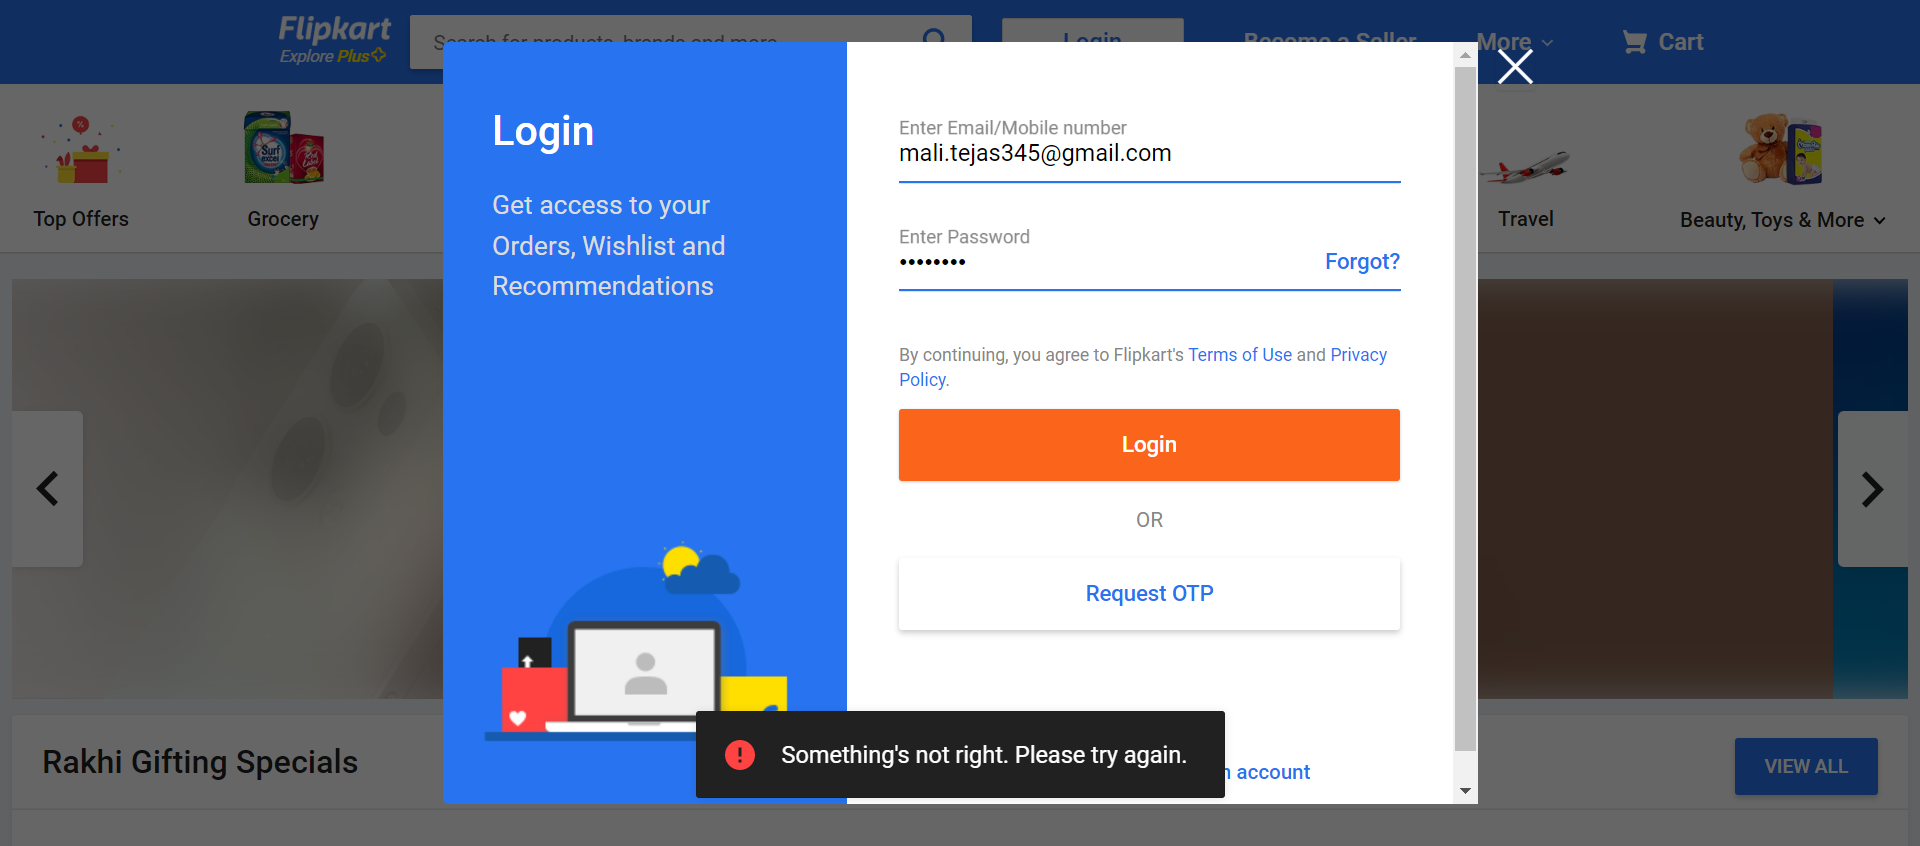 Flipkart
Explore Plus
Search for products, brands and more
Login
Become a Seller
More
Cart
Top Offers
Grocery
Travel
Beauty, Toys & More
Login
Get access to your
Orders, Wishlist and
Recommendations
Enter Email/Mobile number
mali.tejas345@gmail.com
Enter Password
••••••••
Forgot?
By continuing, you agree to Flipkart's Terms of Use and Privacy
Policy.
Login
OR
Request OTP
Something's not right. Please try again.
account
Rakhi Gifting Specials
VIEW ALL
Surf
excel